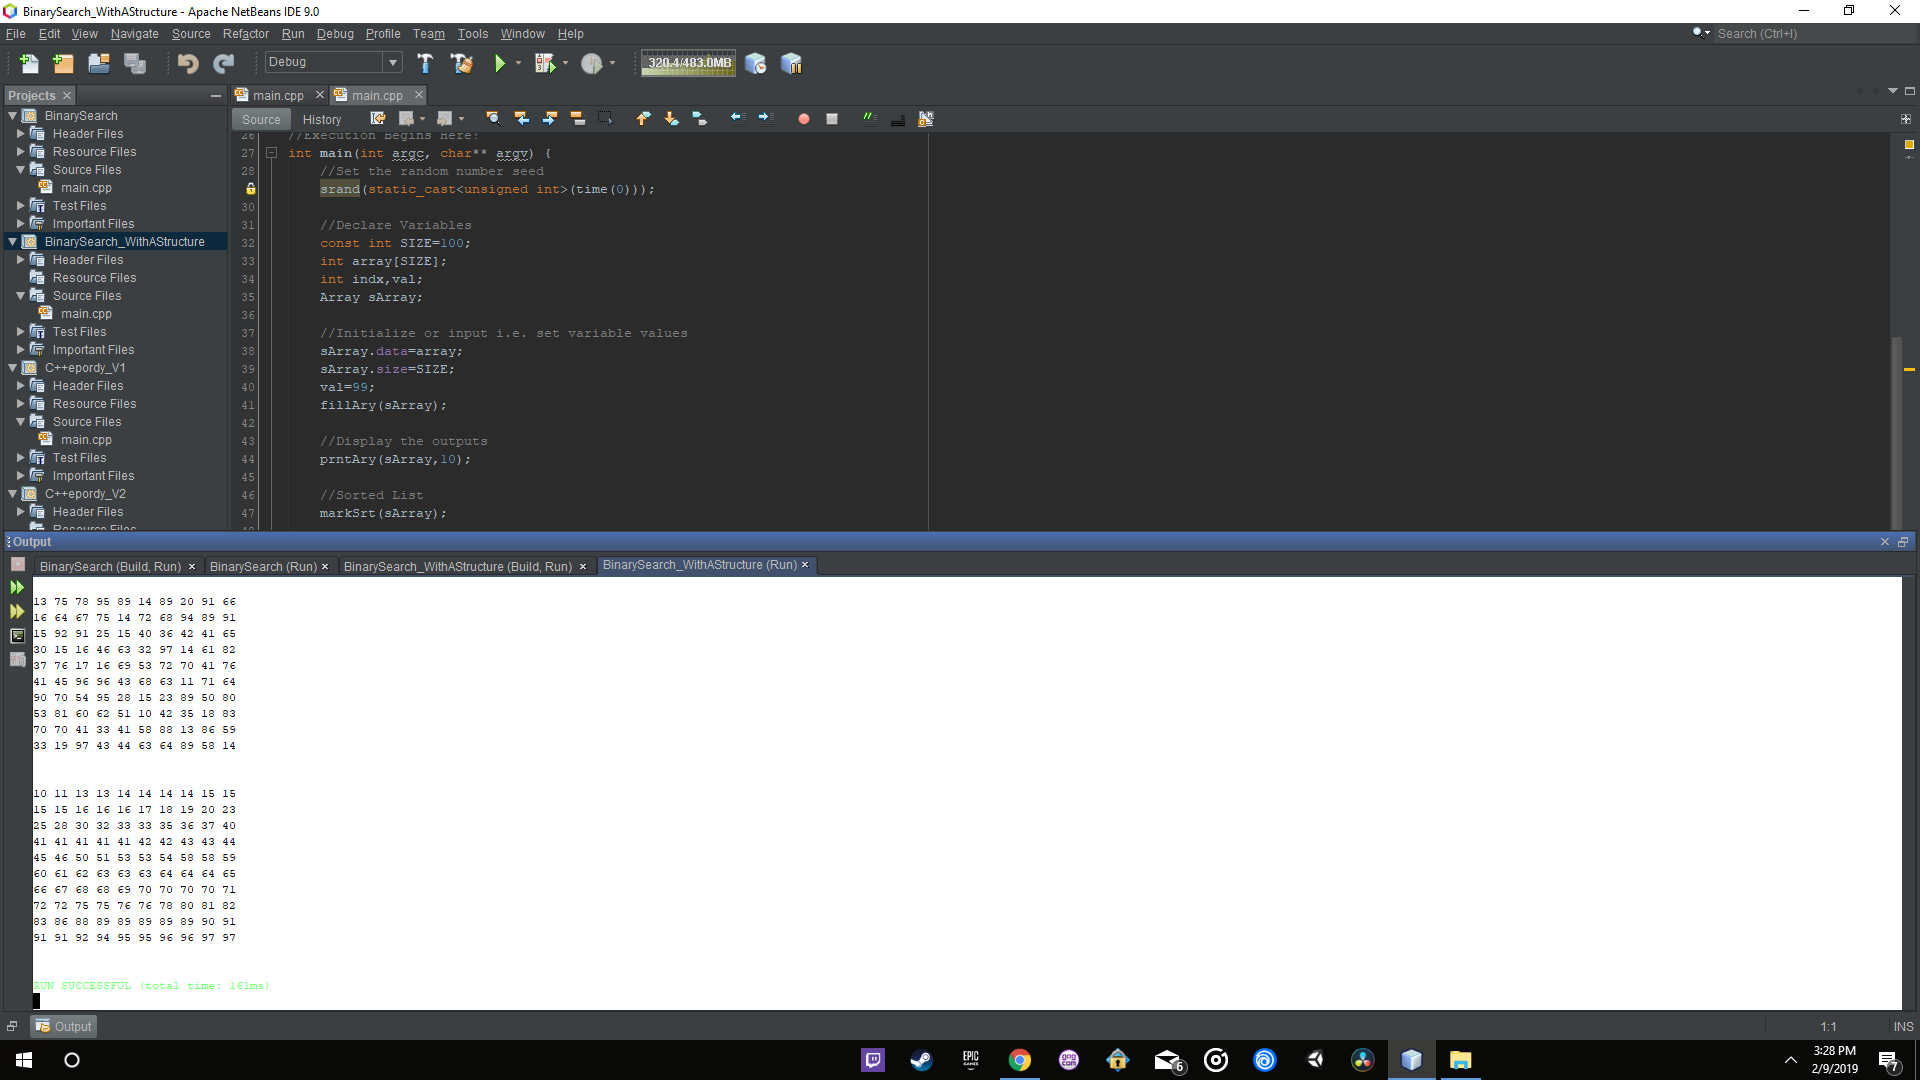 BinarySearch_WithAStructure - Apache NetBeans IDE 9.0
File Edit View Navigate Source Refactor Run Debug Profile Team Tools Window Help
Search (Ctrl+I)
Debug
320.4/483.0MB
Projects
BinarySearch
Header Files
Resource Files
Source Files
main.cpp
Test Files
Important Files
BinarySearch_WithAStructure
Header Files
Resource Files
Source Files
main.cpp
Test Files
Important Files
C++epordy_V1
Header Files
Resource Files
Source Files
main.cpp
Test Files
Important Files
C++epordy_V2
Header Files
Resource Files
main.cpp main.cpp
Source History
26 //Execution Begins Here!
27 int main(int argc, char** argv) {
28 //Set the random number seed
srand(static_cast<unsigned int>(time(0)));
30
31 //Declare Variables
32 const int SIZE=100;
33 int array[SIZE];
34 int indx,val;
35 Array sArray;
36
37 //Initialize or input i.e. set variable values
38 sArray.data=array;
39 sArray.size=SIZE;
40 val=99;
41 fillAry(sArray);
42
43 //Display the outputs
44 prntAry(sArray,10);
45
46 //Sorted List
47 markSrt(sArray);
Output
BinarySearch (Build, Run) BinarySearch (Run) BinarySearch_WithAStructure (Build, Run) BinarySearch_WithAStructure (Run)
13 75 78 95 89 14 89 20 91 66
16 64 67 75 14 72 68 94 89 91
15 92 91 25 15 40 36 42 41 65
30 15 16 46 63 32 97 14 61 82
37 76 17 16 69 53 72 70 41 76
41 45 96 96 43 68 63 11 71 64
90 70 54 95 28 15 23 89 50 80
53 81 60 62 51 10 42 35 18 83
70 70 41 33 41 58 88 13 86 59
33 19 97 43 44 63 64 89 58 14
10 11 13 13 14 14 14 14 15 15
15 15 16 16 16 17 18 19 20 23
25 28 30 32 33 33 35 36 37 40
41 41 41 41 41 42 42 43 43 44
45 46 50 51 53 53 54 58 58 59
60 61 62 63 63 63 64 64 64 65
66 67 68 68 69 70 70 70 70 71
72 72 75 75 76 76 78 80 81 82
83 86 88 89 89 89 89 89 90 91
91 91 92 94 95 95 96 96 97 97
RUN SUCCESSFUL (total time: 161ms)
Output
1:1 INS
EPIC GAMES
gog com
6
3:28 PM
2/9/2019
7